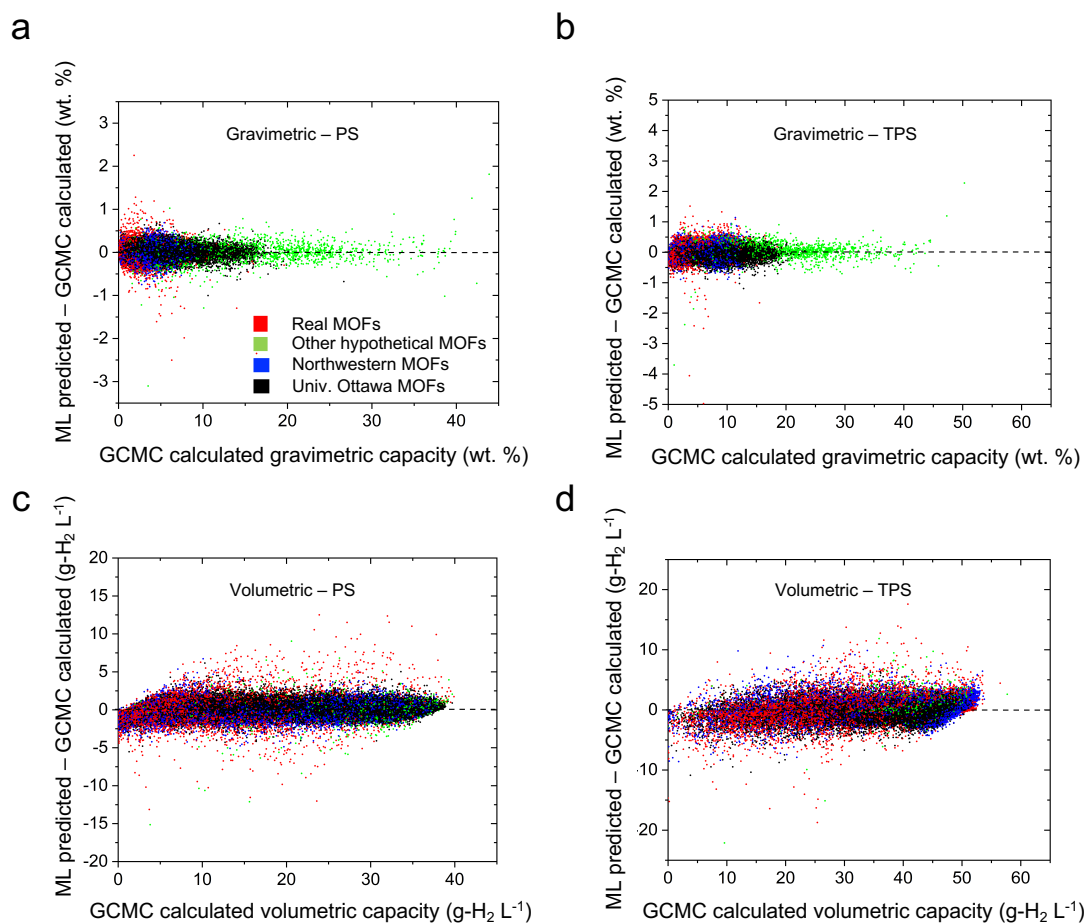 a
ML predicted – GCMC calculated (wt. %)
3
2
1
0
-1
-2
-3
Gravimetric – PS
Real MOFs
Other hypothetical MOFs
Northwestern MOFs
Univ. Ottawa MOFs
0 10 20 30 40
GCMC calculated gravimetric capacity (wt. %)
b
ML predicted – GCMC calculated (wt. %)
5
4
3
2
1
0
-1
-2
-3
-4
-5
Gravimetric – TPS
0 10 20 30 40 50 60
GCMC calculated gravimetric capacity (wt. %)
c
ML predicted – GCMC calculated (g-H₂ L⁻¹)
20
15
10
5
0
-5
-10
-15
-20
Volumetric – PS
0 10 20 30 40
GCMC calculated volumetric capacity (g-H₂ L⁻¹)
d
ML predicted – GCMC calculated (g-H₂ L⁻¹)
20
10
0
-10
-20
Volumetric – TPS
0 10 20 30 40 50 60
GCMC calculated volumetric capacity (g-H₂ L⁻¹)